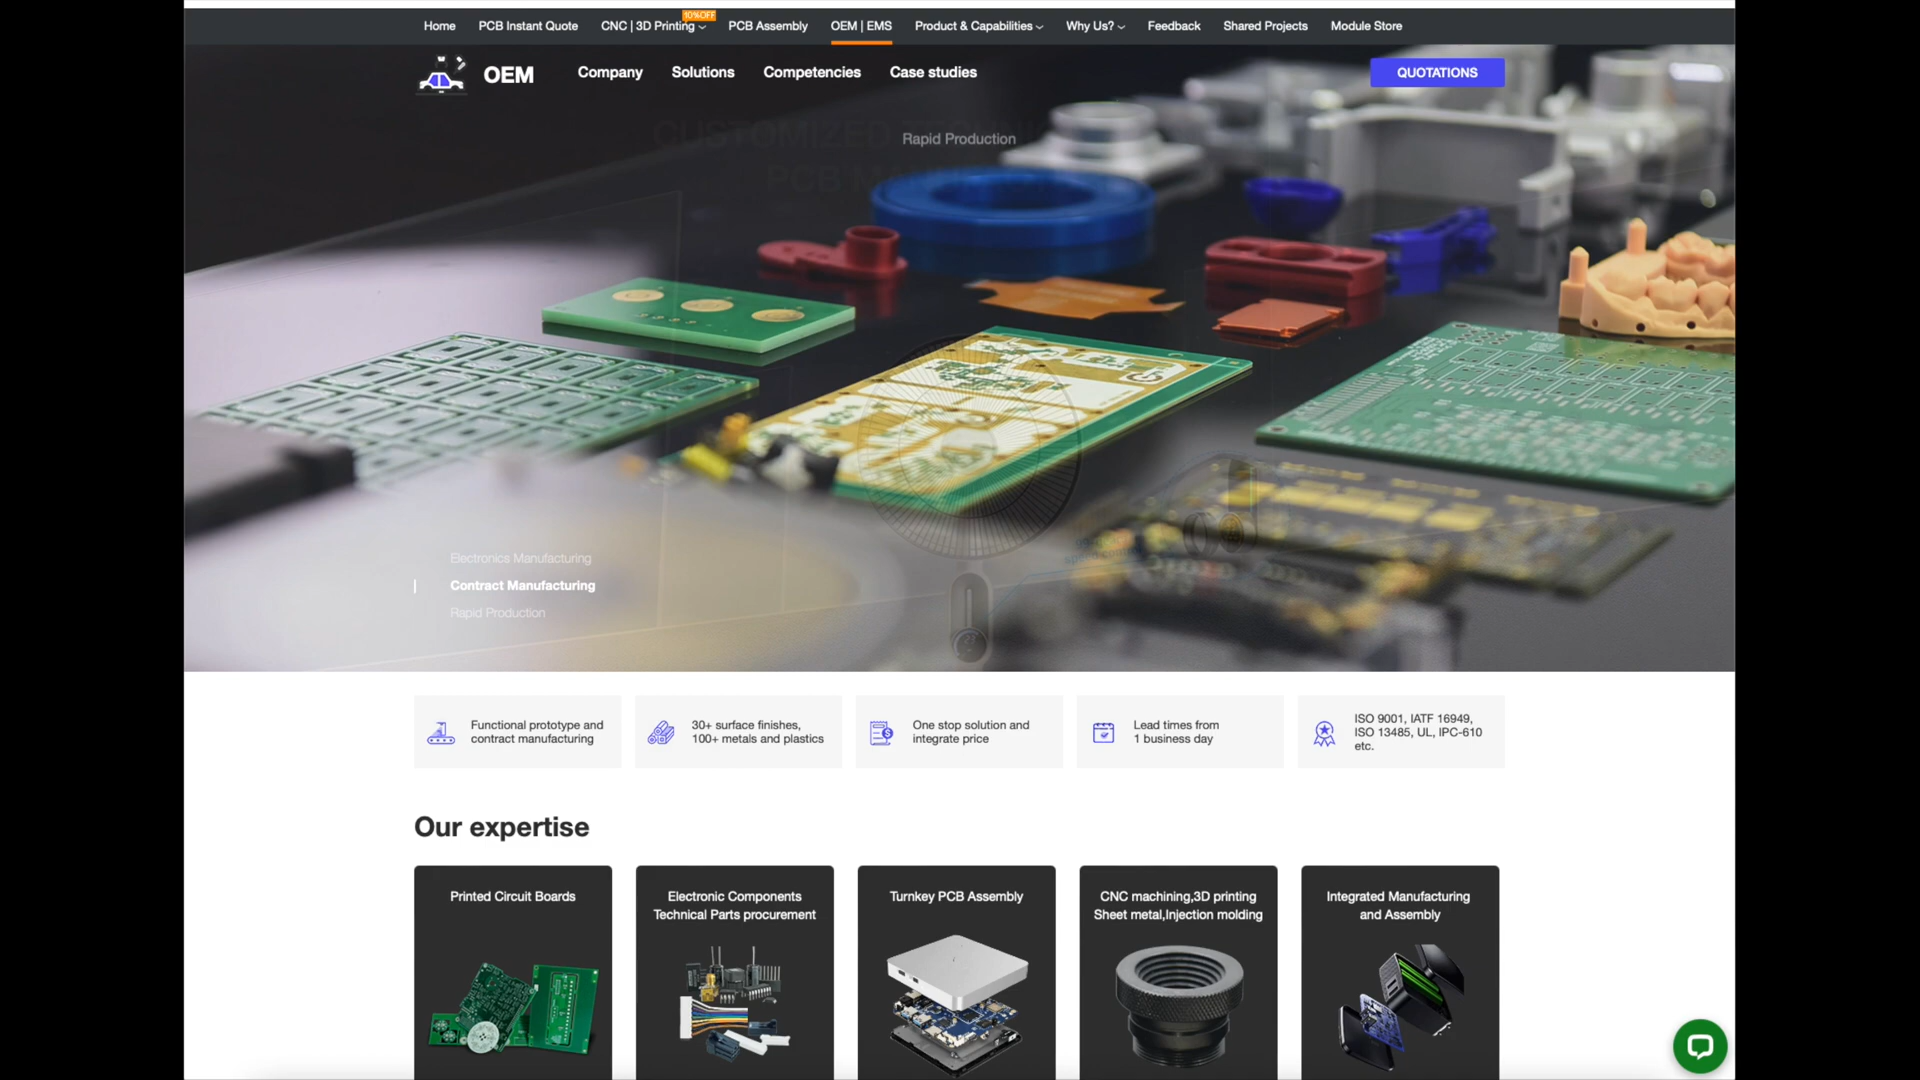 Home PCB Instant Quote CNC | 3D Printing 10%OFF PCB Assembly OEM | EMS Product & Capabilities Why Us? Feedback Shared Projects Module Store
OEM Company Solutions Competencies Case studies QUOTATIONS
Rapid Production
CUSTOMIZED
PCB
Electronics Manufacturing
Contract Manufacturing
Rapid Production
Functional prototype and
contract manufacturing
30+ surface finishes,
100+ metals and plastics
One stop solution and
integrate price
Lead times from
1 business day
ISO 9001, IATF 16949,
ISO 13485, UL, IPC-610
etc.
Our expertise
Printed Circuit Boards
Electronic Components
Technical Parts procurement
Turnkey PCB Assembly
CNC machining,3D printing
Sheet metal,Injection molding
Integrated Manufacturing
and Assembly